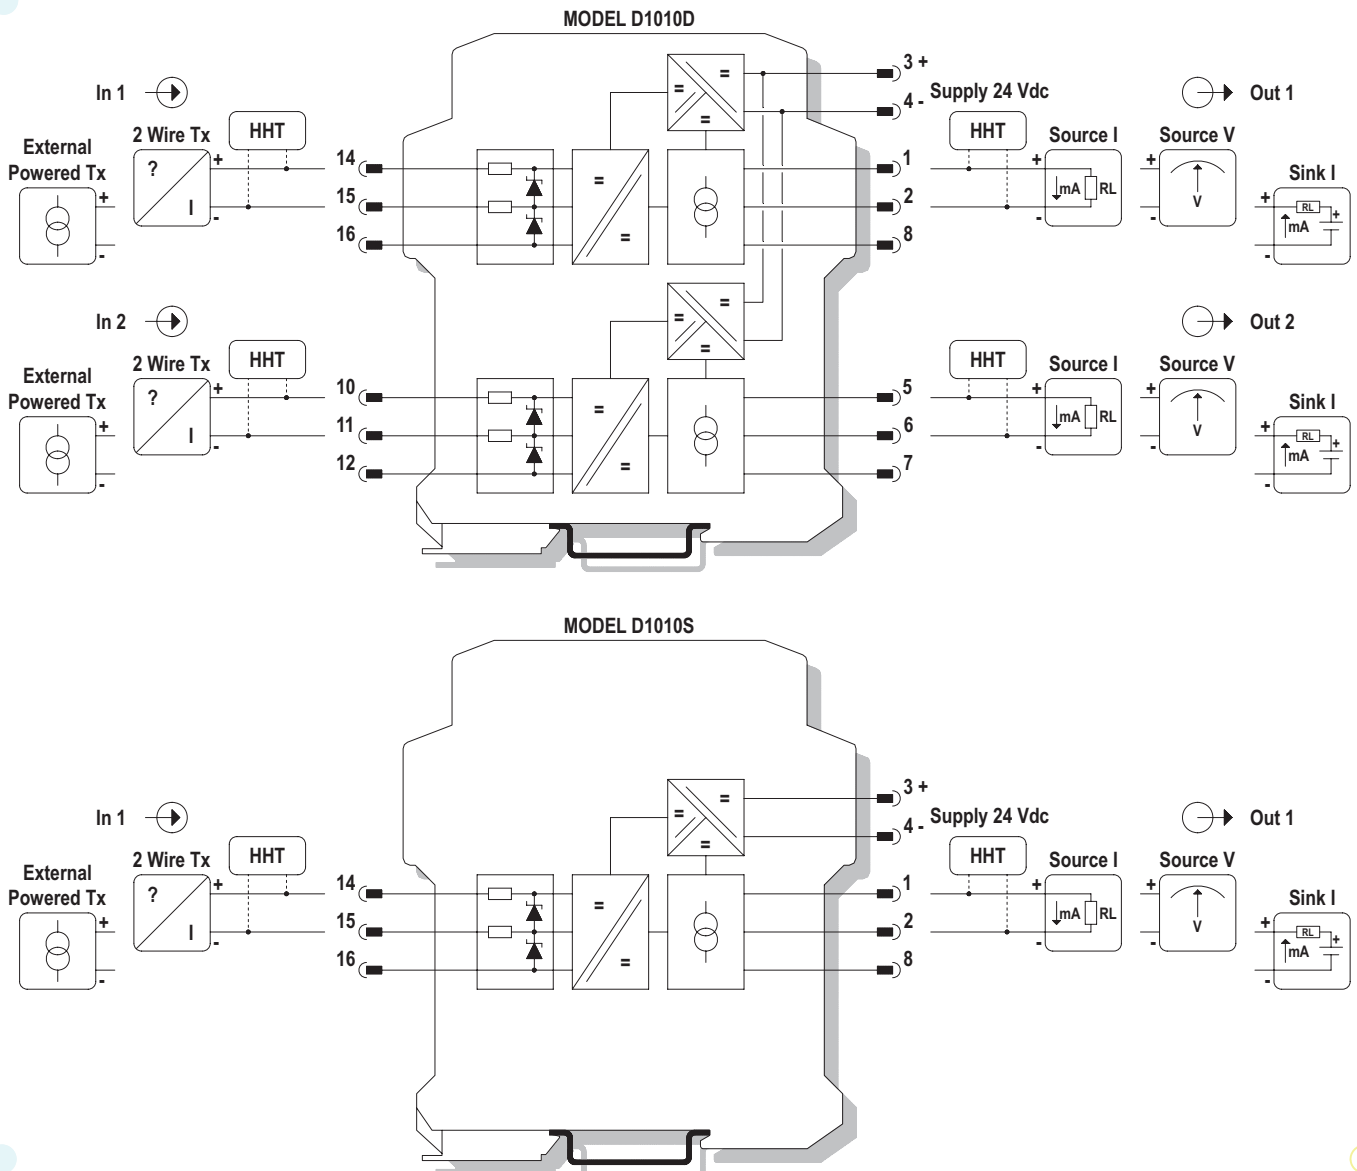 MODEL D1010D
3 +
In 1
4 -
Supply 24 Vdc
Out 1
HHT
HHT
External
Powered Tx
2 Wire Tx
Source I
Source V
+
-
?
I
+
-
14
15
16
=
=
=
=
=
1
2
8
+
-
mA
RL
+
-
V
Sink I
+
-
RL
mA
+
In 2
Out 2
HHT
HHT
External
Powered Tx
2 Wire Tx
Source I
Source V
+
-
?
I
+
-
10
11
12
=
=
=
=
=
5
6
7
+
-
mA
RL
+
-
V
Sink I
+
-
RL
mA
+
MODEL D1010S
3 +
In 1
4 -
Supply 24 Vdc
Out 1
HHT
HHT
External
Powered Tx
2 Wire Tx
Source I
Source V
+
-
?
I
+
-
14
15
16
=
=
=
=
=
1
2
8
+
-
mA
RL
+
-
V
Sink I
+
-
RL
mA
+